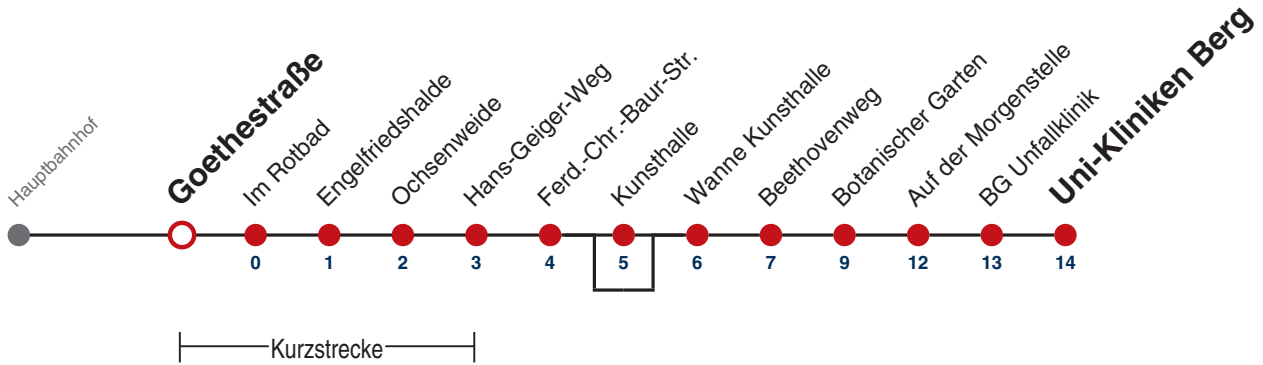 Hauptbahnhof
Goethestraße
Im Rotbad
Engelfriedshalde
Ochsenweide
Hans-Geiger-Weg
Ferd.-Chr.-Baur-Str.
Kunsthalle
Wanne Kunsthalle
Beethovenweg
Botanischer Garten
Auf der Morgenstelle
BG Unfallklinik
Uni-Kliniken Berg
0 1 2 3 4 5 6 7 9 12 13 14
Kurzstrecke